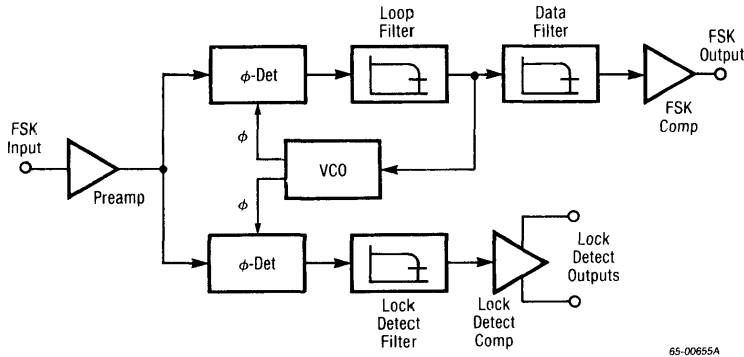 Loop
Filter
Data
Filter
FSK
Output
ϕ-Det
FSK
Comp
FSK
Input
Preamp
ϕ
VCO
ϕ
ϕ-Det
Lock
Detect
Outputs
Lock
Detect
Filter
Lock
Detect
Comp
65-00655A